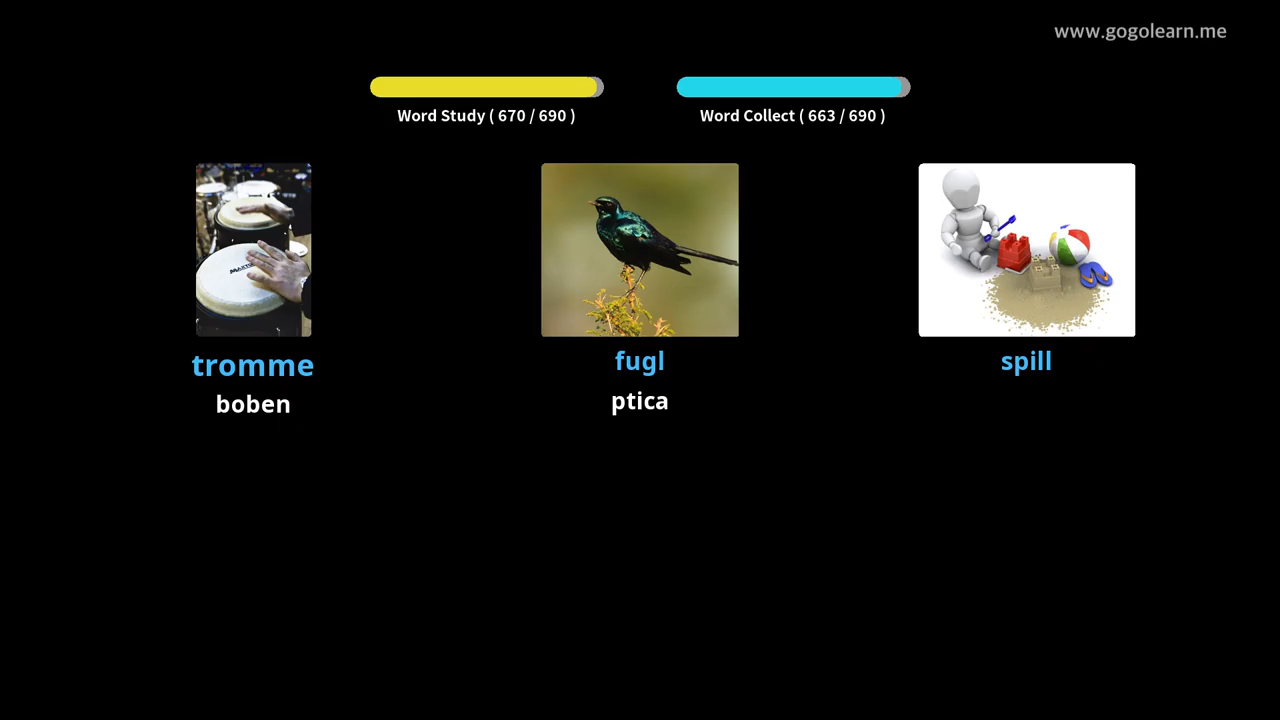 www.gogolearn.me
Word Study ( 670 / 690 )
Word Collect ( 663 / 690 )
tromme
fugl
spill
boben
ptica